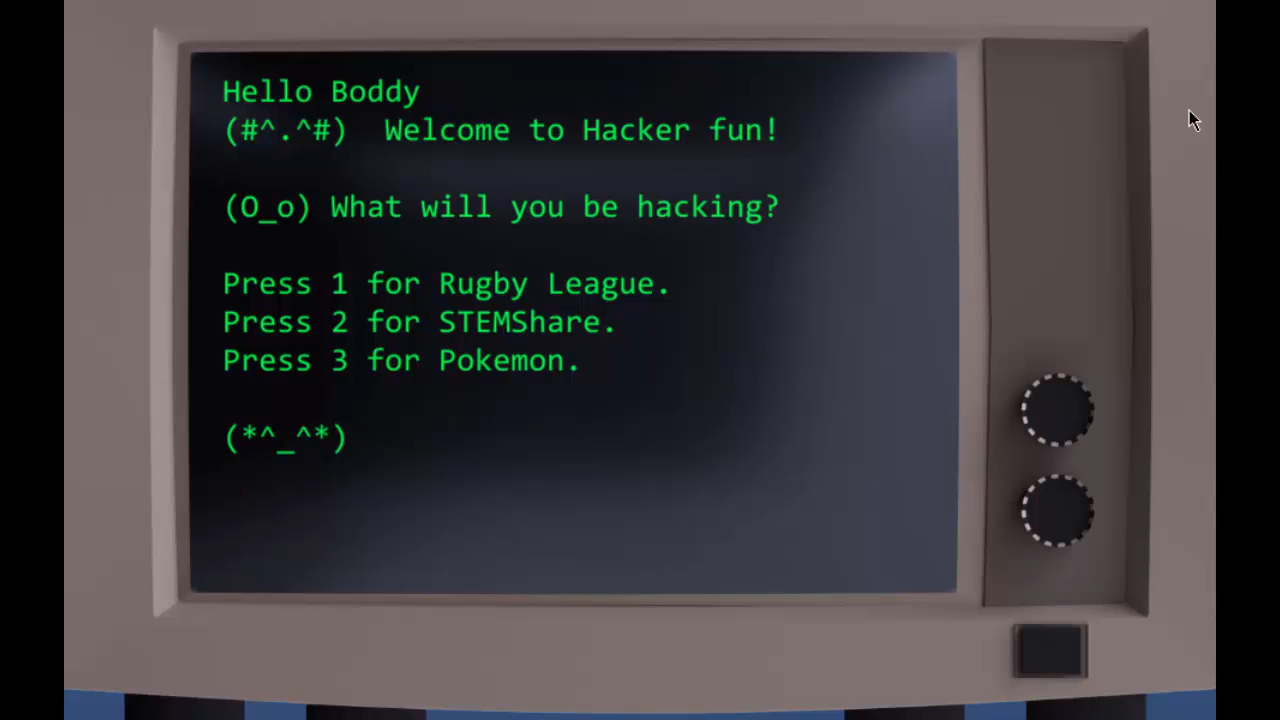 Hello Boddy
(#^.^#)  Welcome to Hacker fun!
(O_o) What will you be hacking?
Press 1 for Rugby League.
Press 2 for STEMShare.
Press 3 for Pokemon.
(*^_^*)